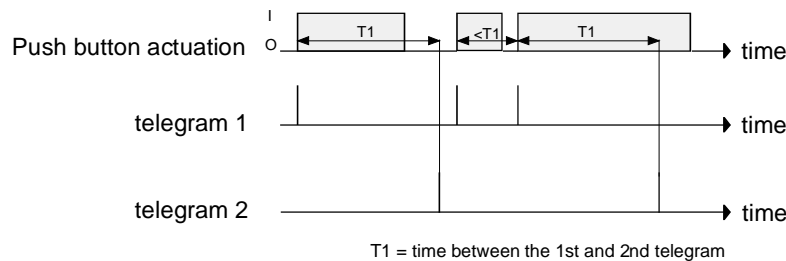 I
Push button actuation
O
T1
<T1
T1
time
telegram 1
time
telegram 2
time
T1 = time between the 1st and 2nd telegram